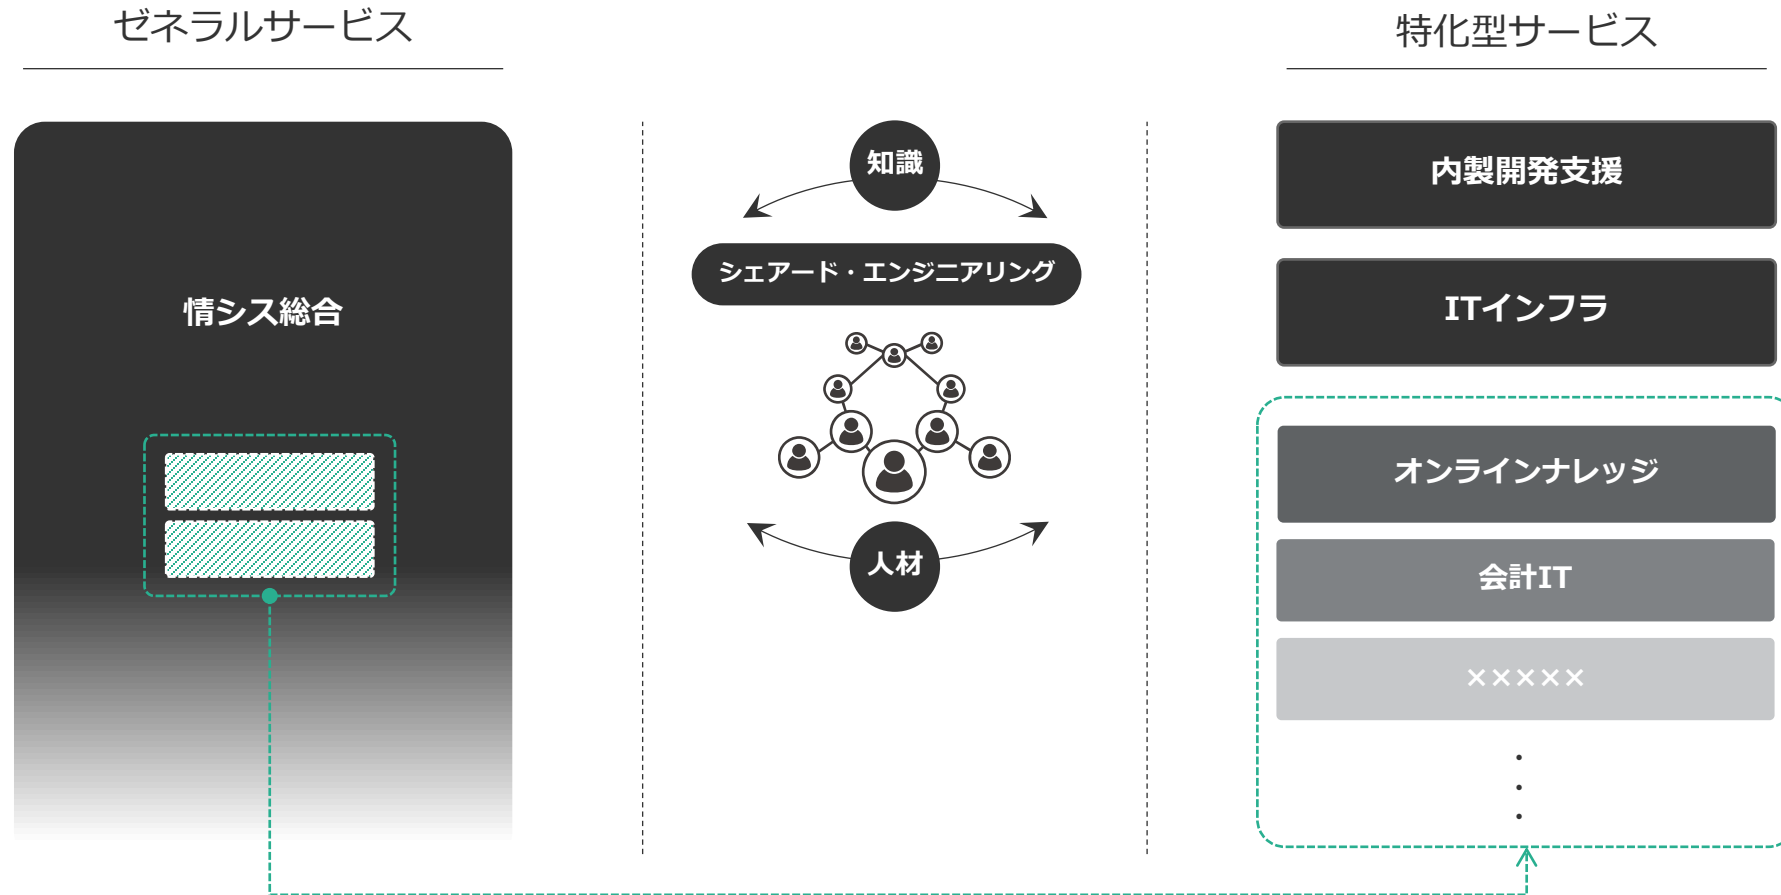 ゼネラルサービス
特化型サービス
情シス総合
知識
シェアード・エンジニアリング
人材
内製開発支援
ITインフラ
オンラインナレッジ
会計IT
×××××